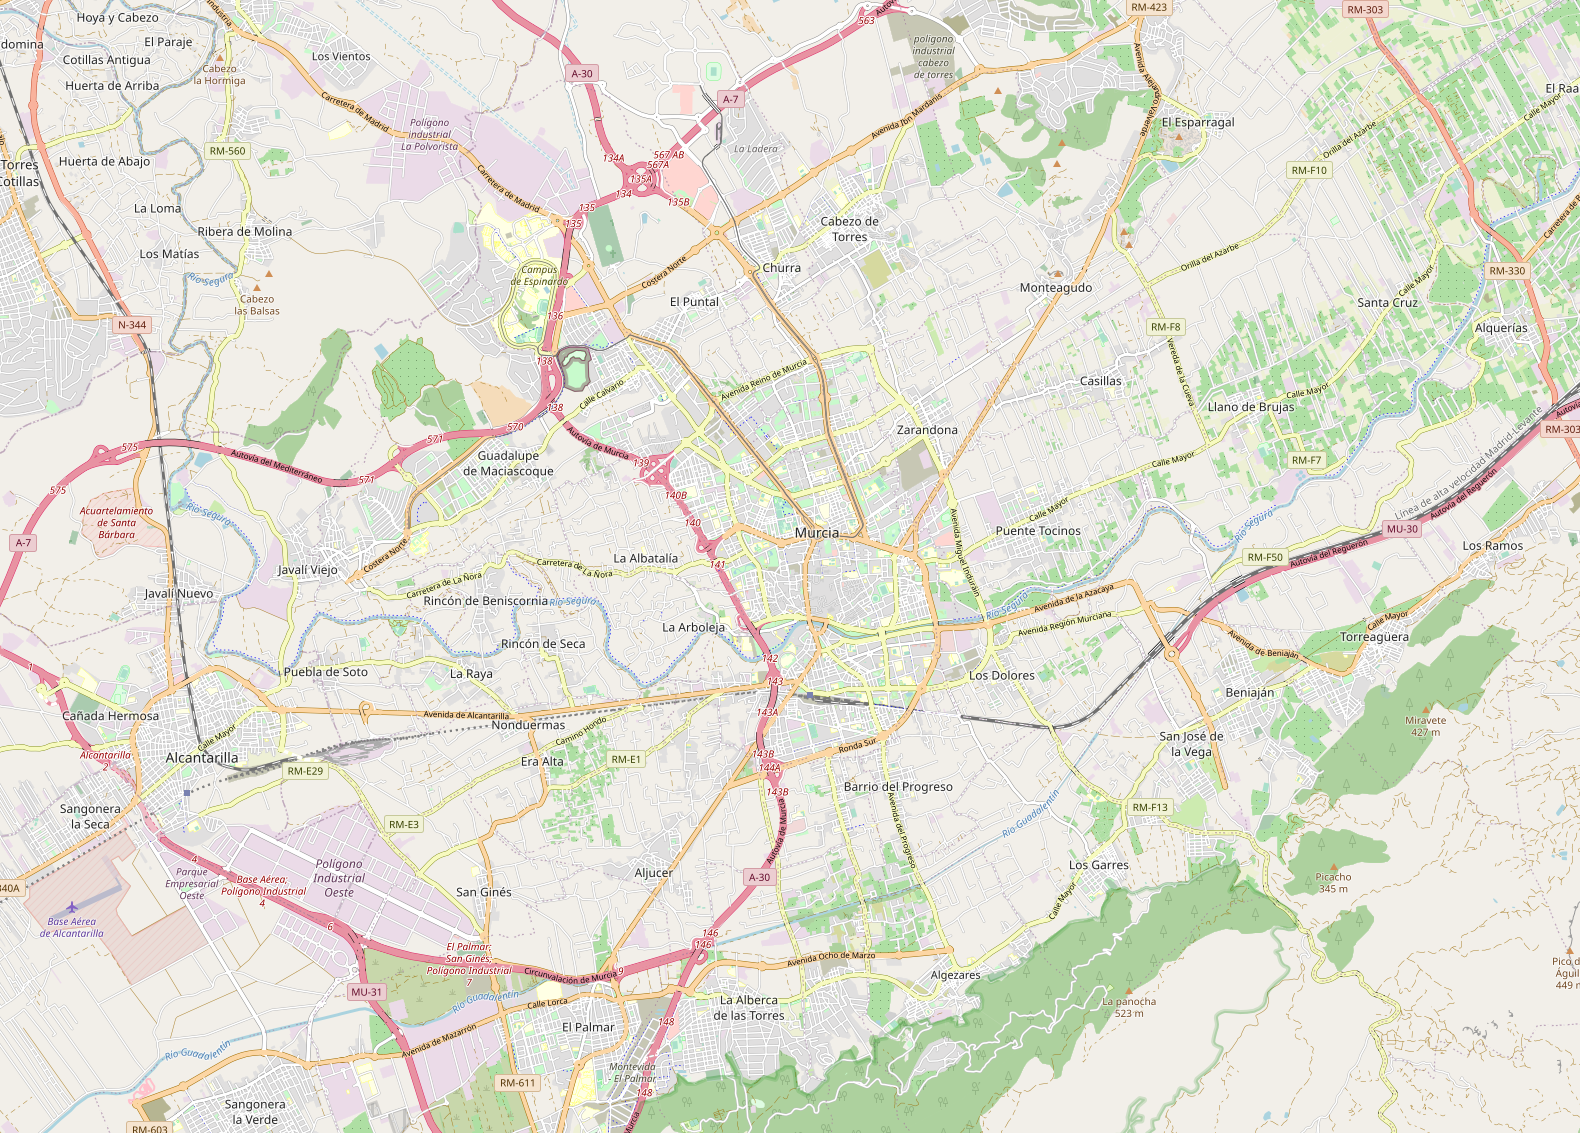 Hoya y Cabezo
domina
El Paraje
Cotillas Antigua
Huerta de Arriba
Cabezo
la Hormiga
Industria
Los Vientos
Carretera de Madrid
Polígono
industrial
La Polvorista
A-30
A-7
563
polígono
industrial
cabezo
de torres
RM-423
RM-303
El Raa
Calle Mayor
Avenida Alejandro Valverde
El Esparragal
Orilla del Azarbe
RM-F10
Avenida Ibn Mardanis
La Ladera
RM-560
Huerta de Abajo
Torres
Cotillas
134A
567 AB
567A
135A
134
135B
135
135
Carretera de Madrid
La Loma
Ribera de Molina
Los Matías
Río Segura
Cabezo
las Balsas
Cabezo de
Torres
Churra
Costera Norte
El Puntal
Campus
de Espinardo
136
138
138
Orilla del Azarbe
Monteagudo
RM-F8
Vereda de la Cueva
Calle Mayor
Santa Cruz
RM-330
Alquerías
N-344
Calle Calvario
Avenida Reino de Murcia
Casillas
Calle Mayor
Llano de Brujas
Zarandona
RM-303
575
Autovía del Mediterráneo
571
571
570
Autovía de Murcia
139
140B
Guadalupe
de Maciascoque
575
Calle Mayor
RM-F7
Línea de alta velocidad Madrid-Levante
Autovía del Reguerón
MU-30
Acuartelamiento
de Santa
Bárbara
Río Segura
A-7
140
Murcia
Calle Mayor
Puente Tocinos
Avenida Miguel Induráin
Río Segura
Autovía del Reguerón
RM-F50
Los Ramos
Costera Norte
Javalí Viejo
Carretera de La Ñora
Carretera de La Ñora
La Albatalía
141
Javalí Nuevo
Rincón de Beniscornia
Río Segura
Río Segura
Avenida de la Azacaya
Avenida Región Murciana
La Arboleja
Calle Mayor
Torreagüera
Avenida de Beniaján
1
Rincón de Seca
142
Puebla de Soto
La Raya
143
Los Dolores
Beniaján
Cañada Hermosa
Avenida de Alcantarilla
Nonduermas
143A
Miravete
427 m
Calle Mayor
Camino Hondo
San José de
la Vega
Alcantarilla
2
Alcantarilla
RM-E29
Era Alta
RM-E1
143B
144A
143B
Ronda Sur
Barrio del Progreso
Avenida del Progreso
Río Guadalentín
RM-F13
Sangonera
la Seca
RM-E3
Autovía de Murcia
4
Parque
Empresarial
Oeste
Base Aérea;
Polígono Industrial
4
Polígono
Industrial
Oeste
Aljucer
A-30
Los Garres
Picacho
345 m
340A
San Ginés
Calle Mayor
Base Aérea
de Alcantarilla
6
146
146
El Palmar;
San Ginés;
Polígono Industrial
7
Circunvalación de Murcia
9
Avenida Ocho de Marzo
Algezares
MU-31
Río Guadalentín
Calle Lorca
La Alberca
de las Torres
La panocha
523 m
El Palmar
148
Río Guadalentín
Avenida de Mazarrón
Montevida
- El Palmar
148
RM-611
Sangonera
la Verde
RM-603
Murcia